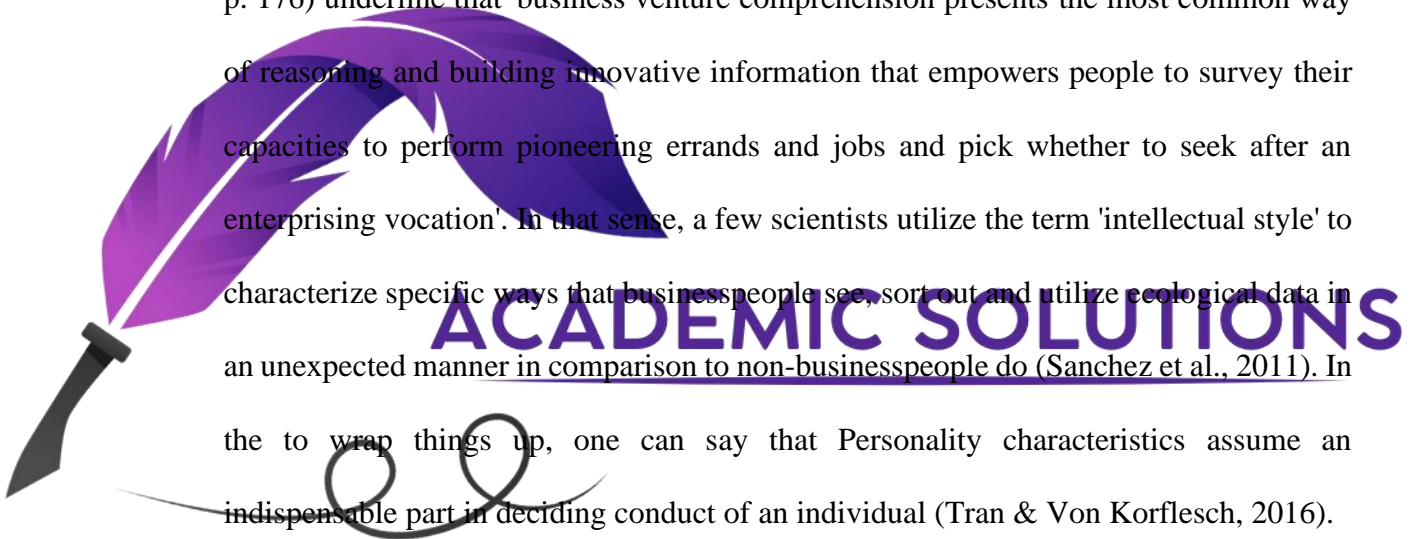 p. 176) underline that 'business venture comprehension presents the most common way
of reasoning and building innovative information that empowers people to survey their
capacities to perform pioneering errands and jobs and pick whether to seek after an
enterprising vocation'. In that sense, a few scientists utilize the term 'intellectual style' to
characterize specific ways that businesspeople see, sort out and utilize ecological data in
ACADEMIC SOLUTIONS
an unexpected manner in comparison to non-businesspeople do (Sanchez et al., 2011). In
the to wrap things up, one can say that Personality characteristics assume an
indispensable part in deciding conduct of an individual (Tran & Von Korflesch, 2016).